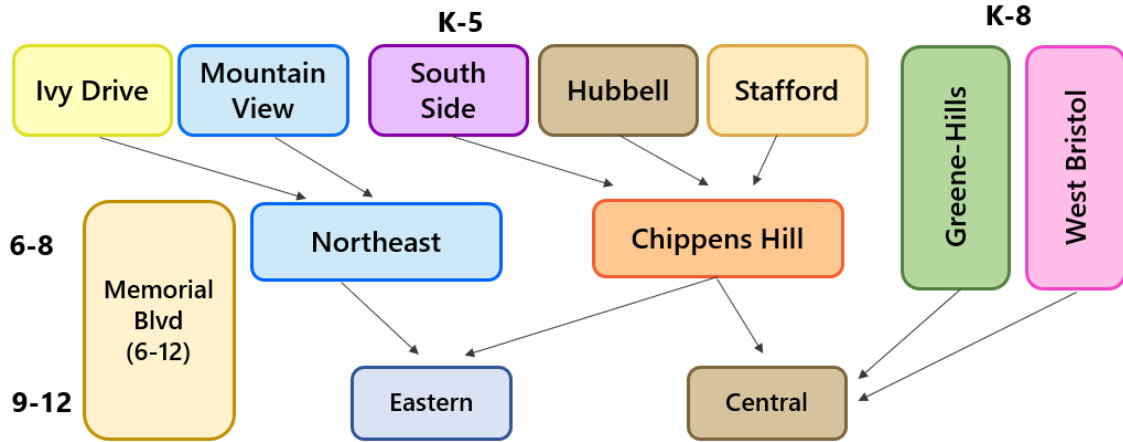 K-5
K-8
Ivy Drive
Mountain
View
South
Side
Hubbell
Stafford
Greene-Hills
West Bristol
6-8
Northeast
Chippens Hill
Memorial
Blvd
(6-12)
9-12
Eastern
Central